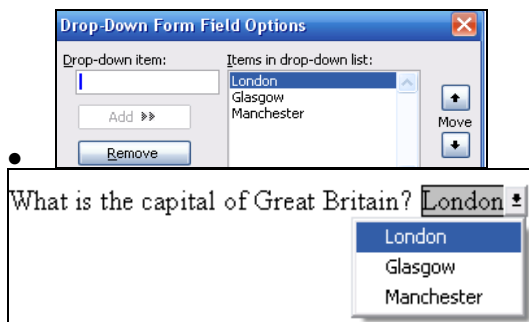 Drop-Down Form Field Options
Drop-down item: Items in drop-down list:
London
Glasgow
Add Manchester
Move
Remove
What is the capital of Great Britain? London
London
Glasgow
Manchester